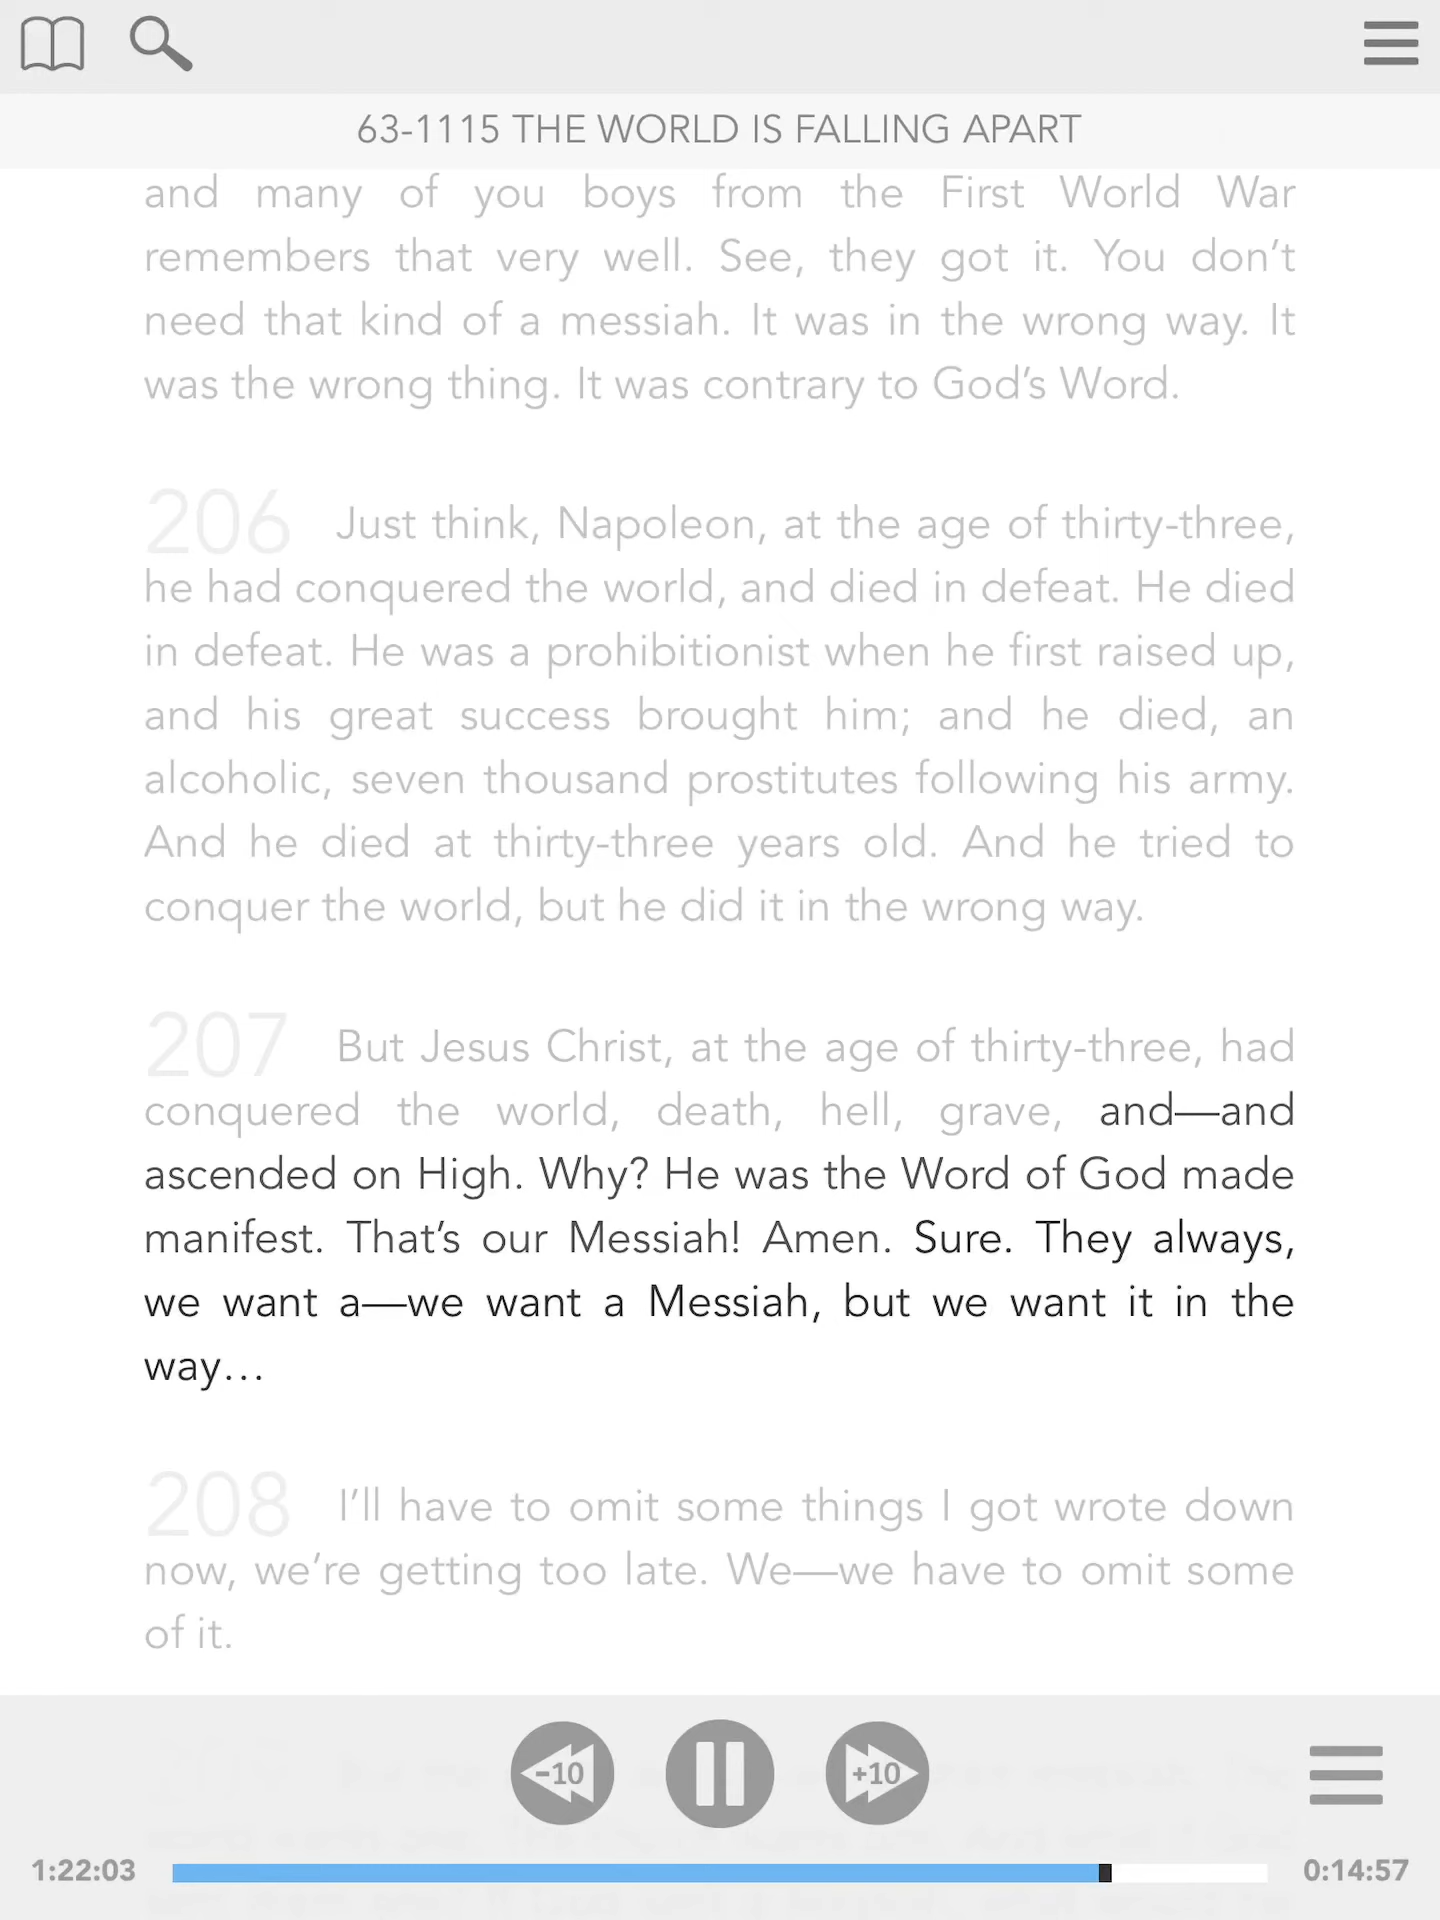 63-1115 THE WORLD IS FALLING APART
and many of you boys from the First World War
remembers that very well. See, they got it. You don’t
need that kind of a messiah. It was in the wrong way. It
was the wrong thing. It was contrary to God’s Word.
206 Just think, Napoleon, at the age of thirty-three,
he had conquered the world, and died in defeat. He died
in defeat. He was a prohibitionist when he first raised up,
and his great success brought him; and he died, an
alcoholic, seven thousand prostitutes following his army.
And he died at thirty-three years old. And he tried to
conquer the world, but he did it in the wrong way.
207 But Jesus Christ, at the age of thirty-three, had
conquered the world, death, hell, grave, and—and
ascended on High. Why? He was the Word of God made
manifest. That’s our Messiah! Amen. Sure. They always,
we want a—we want a Messiah, but we want it in the
way…
208 I’ll have to omit some things I got wrote down
now, we’re getting too late. We—we have to omit some
of it.
-10 +10
1:22:03 0:14:57